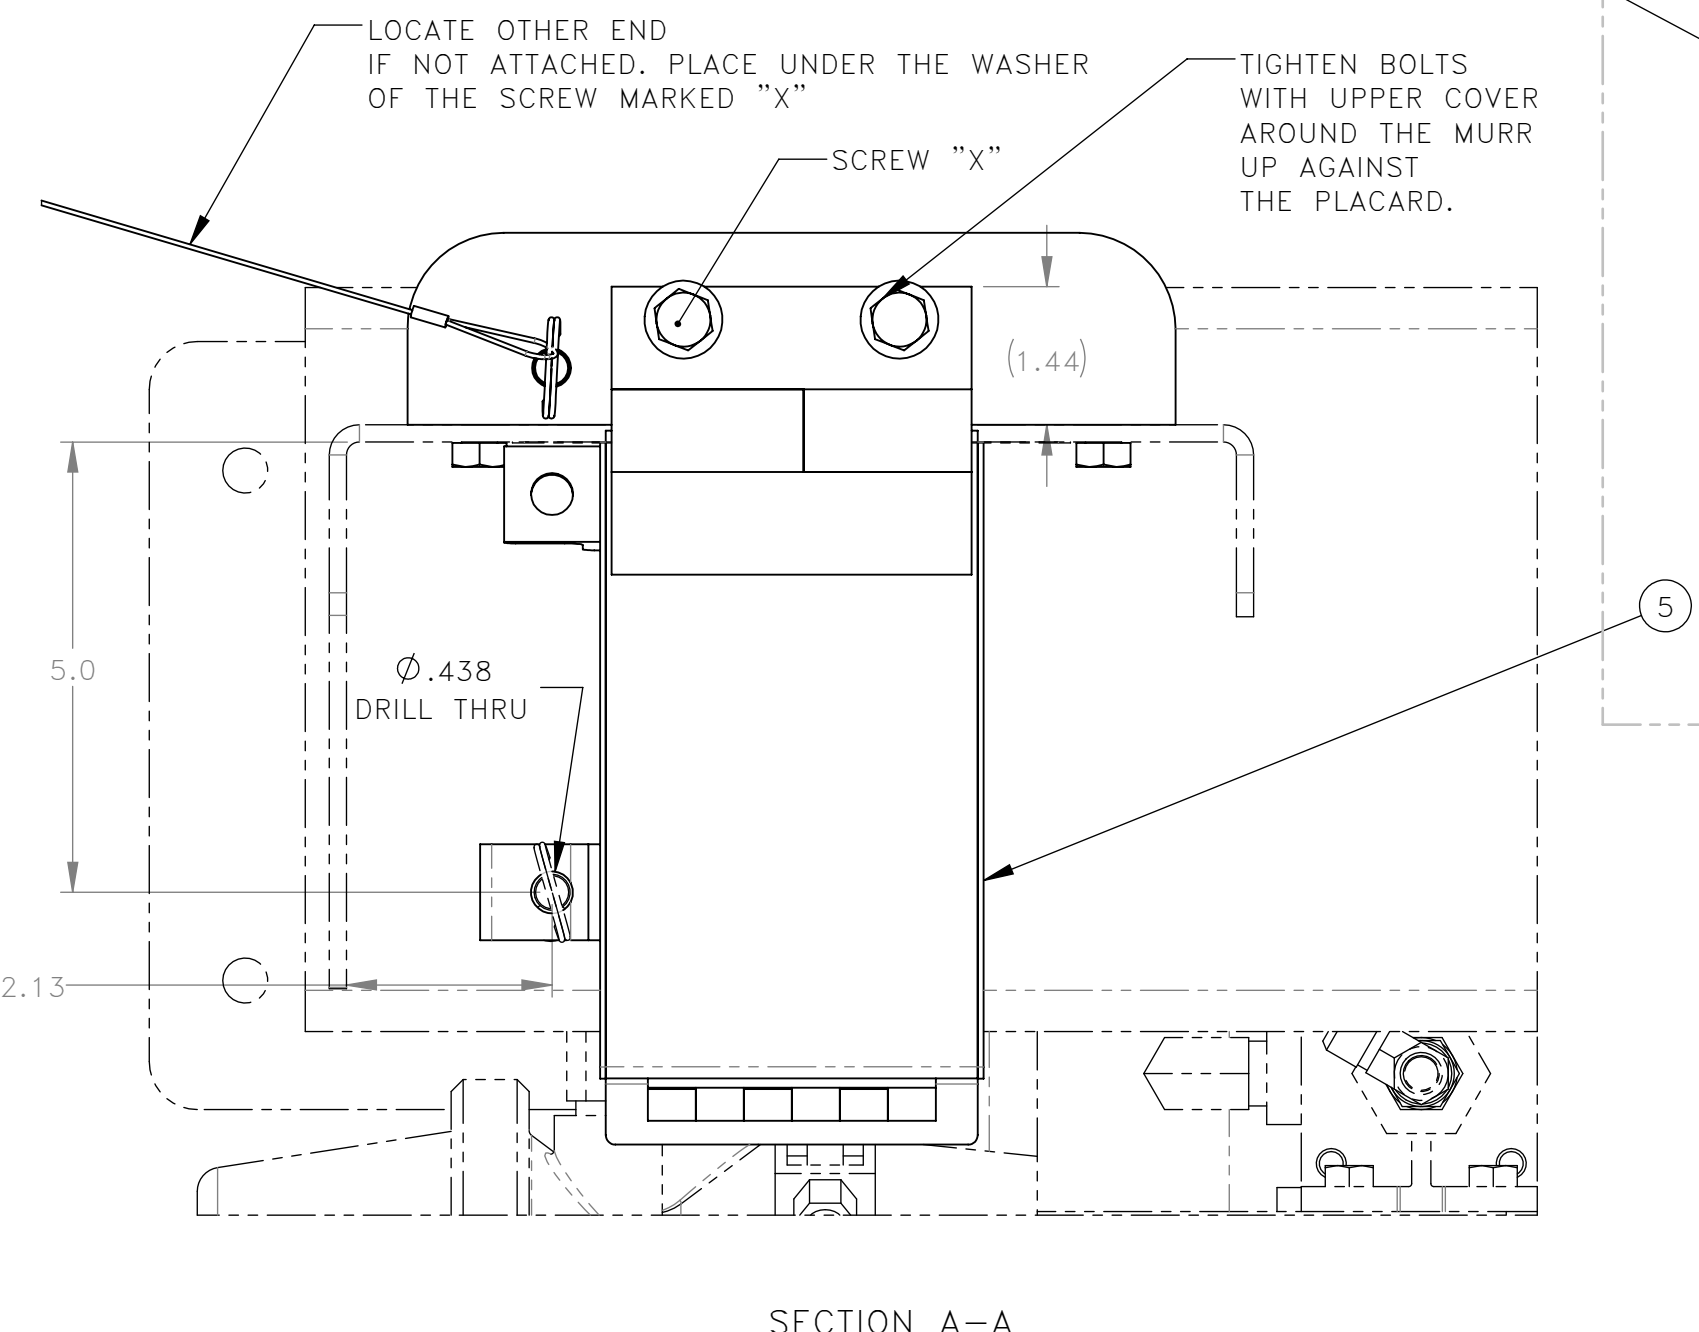 LOCATE OTHER END
IF NOT ATTACHED. PLACE UNDER THE WASHER
OF THE SCREW MARKED ”X”
TIGHTEN BOLTS
WITH UPPER COVER
AROUND THE MURR
UP AGAINST
THE PLACARD.
SCREW ”X”
(1.44)
5
5.0
Ø.438
DRILL THRU
2.13
SECTION A–A